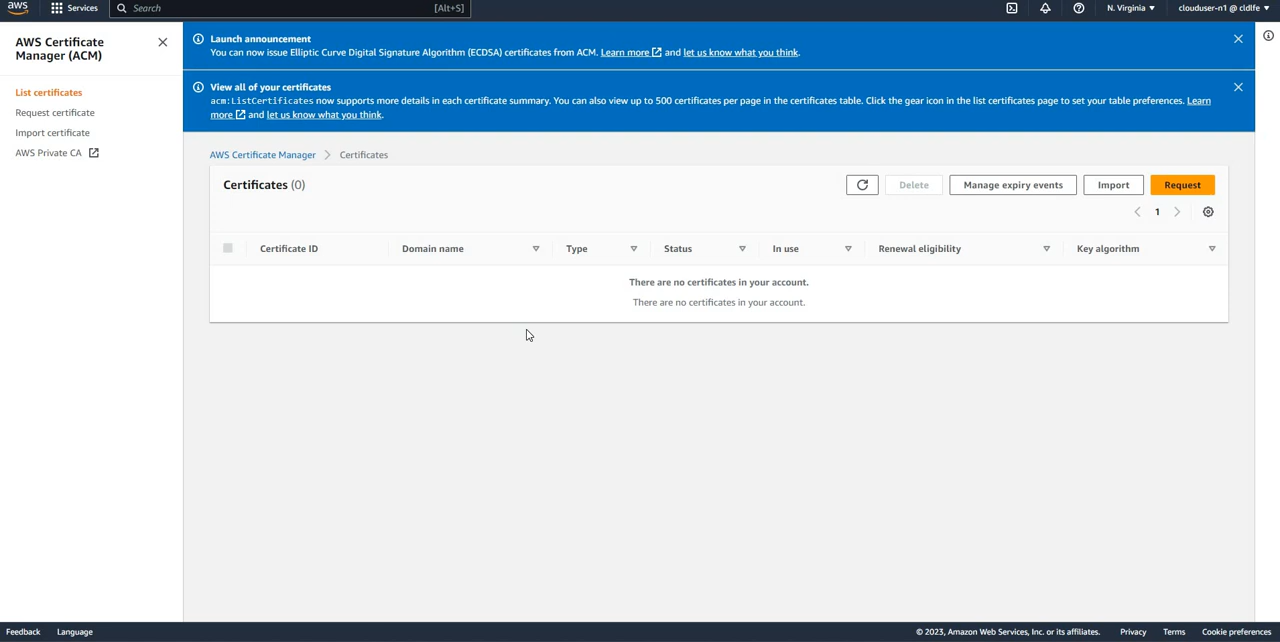 aws
Services
Search
[Alt+S]
N. Virginia
clouduser-n1 @ cldlfe
AWS Certificate
Manager (ACM)
List certificates
Request certificate
Import certificate
AWS Private CA
Launch announcement
You can now issue Elliptic Curve Digital Signature Algorithm (ECDSA) certificates from ACM. Learn more and let us know what you think.
View all of your certificates
acm:ListCertificates now supports more details in each certificate summary. You can also view up to 500 certificates per page in the certificates table. Click the gear icon in the list certificates page to set your table preferences. Learn
more and let us know what you think.
AWS Certificate Manager
Certificates
Certificates (0)
Delete
Manage expiry events
Import
Request
1
Certificate ID
Domain name
Type
Status
In use
Renewal eligibility
Key algorithm
There are no certificates in your account.
There are no certificates in your account.
Feedback
Language
© 2023, Amazon Web Services, Inc. or its affiliates.
Privacy
Terms
Cookie preferences